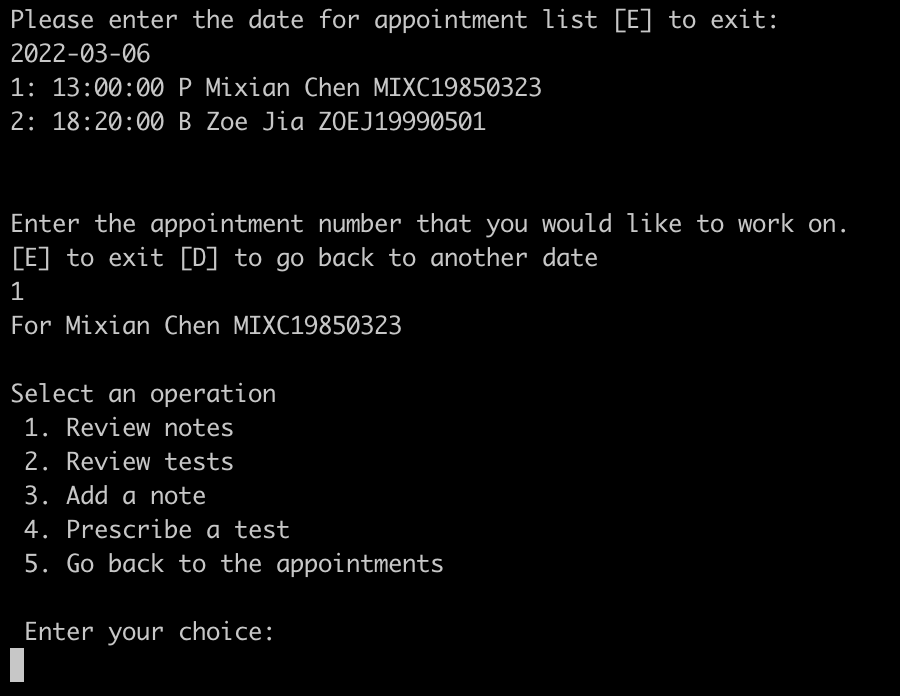 Please enter the date for appointment list [E] to exit:
2022-03-06
1: 13:00:00 P Mixian Chen MIXC19850323
2: 18:20:00 B Zoe Jia ZOEJ19990501
Enter the appointment number that you would like to work on.
[E] to exit [D] to go back to another date
1
For Mixian Chen MIXC19850323
Select an operation
1. Review notes
2. Review tests
3. Add a note
4. Prescribe a test
5. Go back to the appointments
Enter your choice: